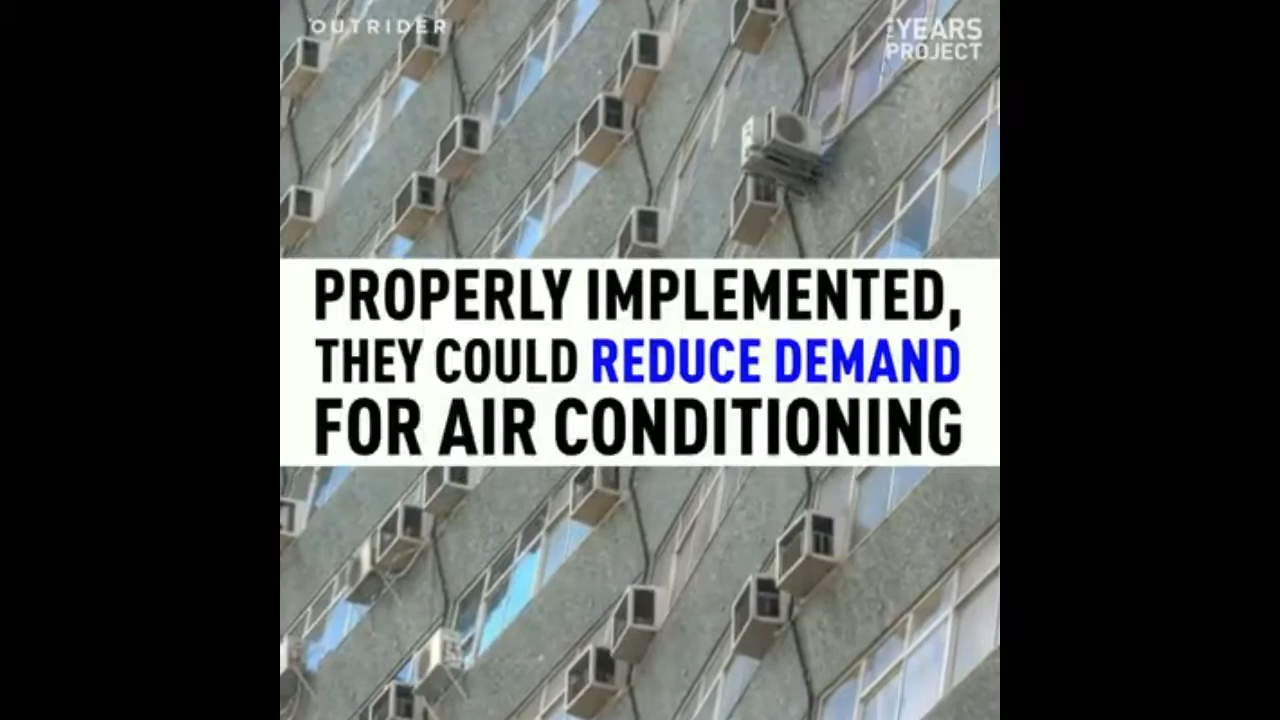 OUTRIDER
YEARS
PROJECT
PROPERLY IMPLEMENTED,
THEY COULD REDUCE DEMAND
FOR AIR CONDITIONING